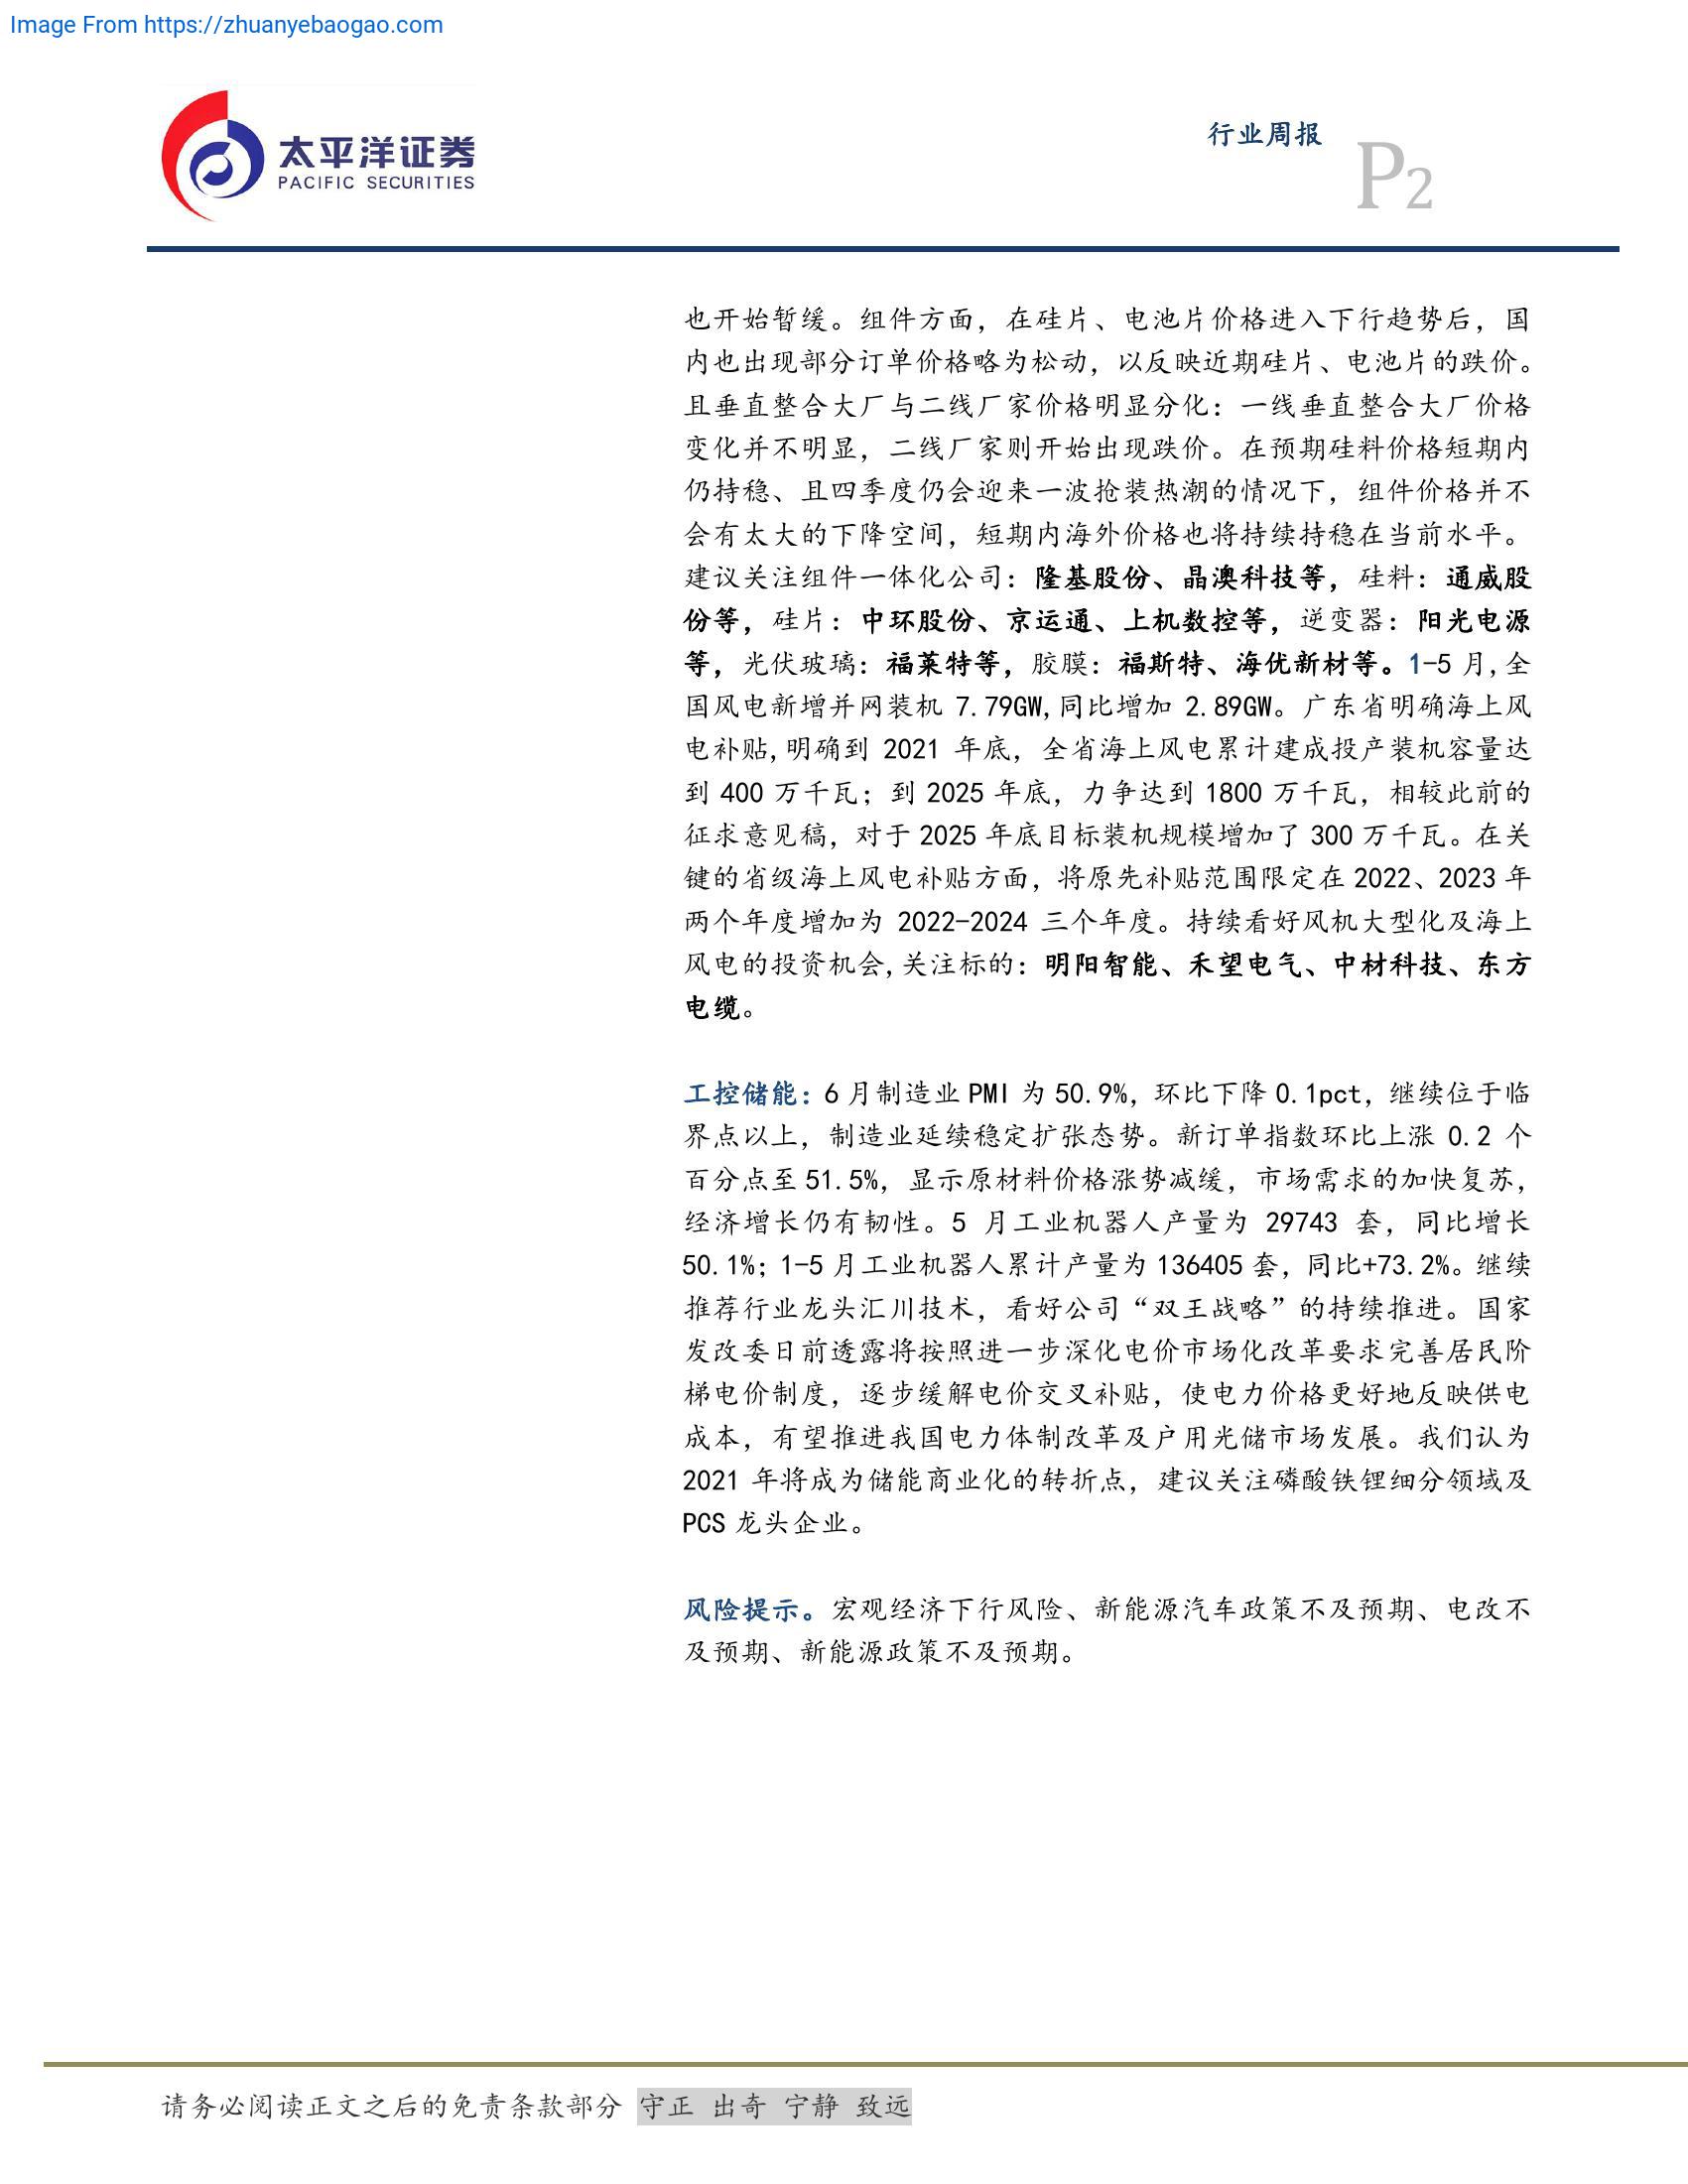 Image From https://zhuanyebaogao.com
太平洋证券
PACIFIC SECURITIES
行业周报
P2
也开始暂缓。组件方面，在硅片、电池片价格进入下行趋势后，国
内也出现部分订单价格略为松动，以反映近期硅片、电池片的跌价。
且垂直整合大厂与二线厂家价格明显分化：一线垂直整合大厂价格
变化并不明显，二线厂家则开始出现跌价。在预期硅料价格短期内
仍持稳、且四季度仍会迎来一波抢装热潮的情况下，组件价格并不
会有太大的下降空间，短期内海外价格也将持续持稳在当前水平。
建议关注组件一体化公司：隆基股份、晶澳科技等，硅料：通威股
份等，硅片：中环股份、京运通、上机数控等，逆变器：阳光电源
等，光伏玻璃：福莱特等，胶膜：福斯特、海优新材等。1-5 月,全
国风电新增并网装机 7.79GW,同比增加 2.89GW。广东省明确海上风
电补贴,明确到 2021 年底，全省海上风电累计建成投产装机容量达
到 400 万千瓦；到 2025 年底，力争达到 1800 万千瓦，相较此前的
征求意见稿，对于 2025 年底目标装机规模增加了 300 万千瓦。在关
键的省级海上风电补贴方面，将原先补贴范围限定在 2022、2023 年
两个年度增加为 2022-2024 三个年度。持续看好风机大型化及海上
风电的投资机会,关注标的：明阳智能、禾望电气、中材科技、东方
电缆。
工控储能：6 月制造业 PMI 为 50.9%，环比下降 0.1pct，继续位于临
界点以上，制造业延续稳定扩张态势。新订单指数环比上涨 0.2 个
百分点至 51.5%，显示原材料价格涨势减缓，市场需求的加快复苏，
经济增长仍有韧性。5 月工业机器人产量为 29743 套，同比增长
50.1%；1-5 月工业机器人累计产量为 136405 套，同比+73.2%。继续
推荐行业龙头汇川技术，看好公司“双王战略”的持续推进。国家
发改委日前透露将按照进一步深化电价市场化改革要求完善居民阶
梯电价制度，逐步缓解电价交叉补贴，使电力价格更好地反映供电
成本，有望推进我国电力体制改革及户用光储市场发展。我们认为
2021 年将成为储能商业化的转折点，建议关注磷酸铁锂细分领域及
PCS 龙头企业。
风险提示。宏观经济下行风险、新能源汽车政策不及预期、电改不
及预期、新能源政策不及预期。
请务必阅读正文之后的免责条款部分 守正 出奇 宁静 致远